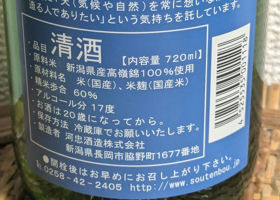 天(気候や自然)を常に想い
造る人でありたい」という気持ちを託しています。
・品目 清酒 【内容量 720ml】
・原料米 新潟県産高嶺錦100%使用
・原材料名 米(国産)、米麹(国産米)
・精米歩合 60%
・アルコール分 17度
・お酒は20歳になってから。
・保存方法 冷蔵庫でお願いいたします。
・製造者 河忠酒造株式会社
新潟県長岡市脇野町1677番地
●開栓後はお早めにお召し上がり下さい。
☎0258-42-2405 http://www.soutenbou.jp